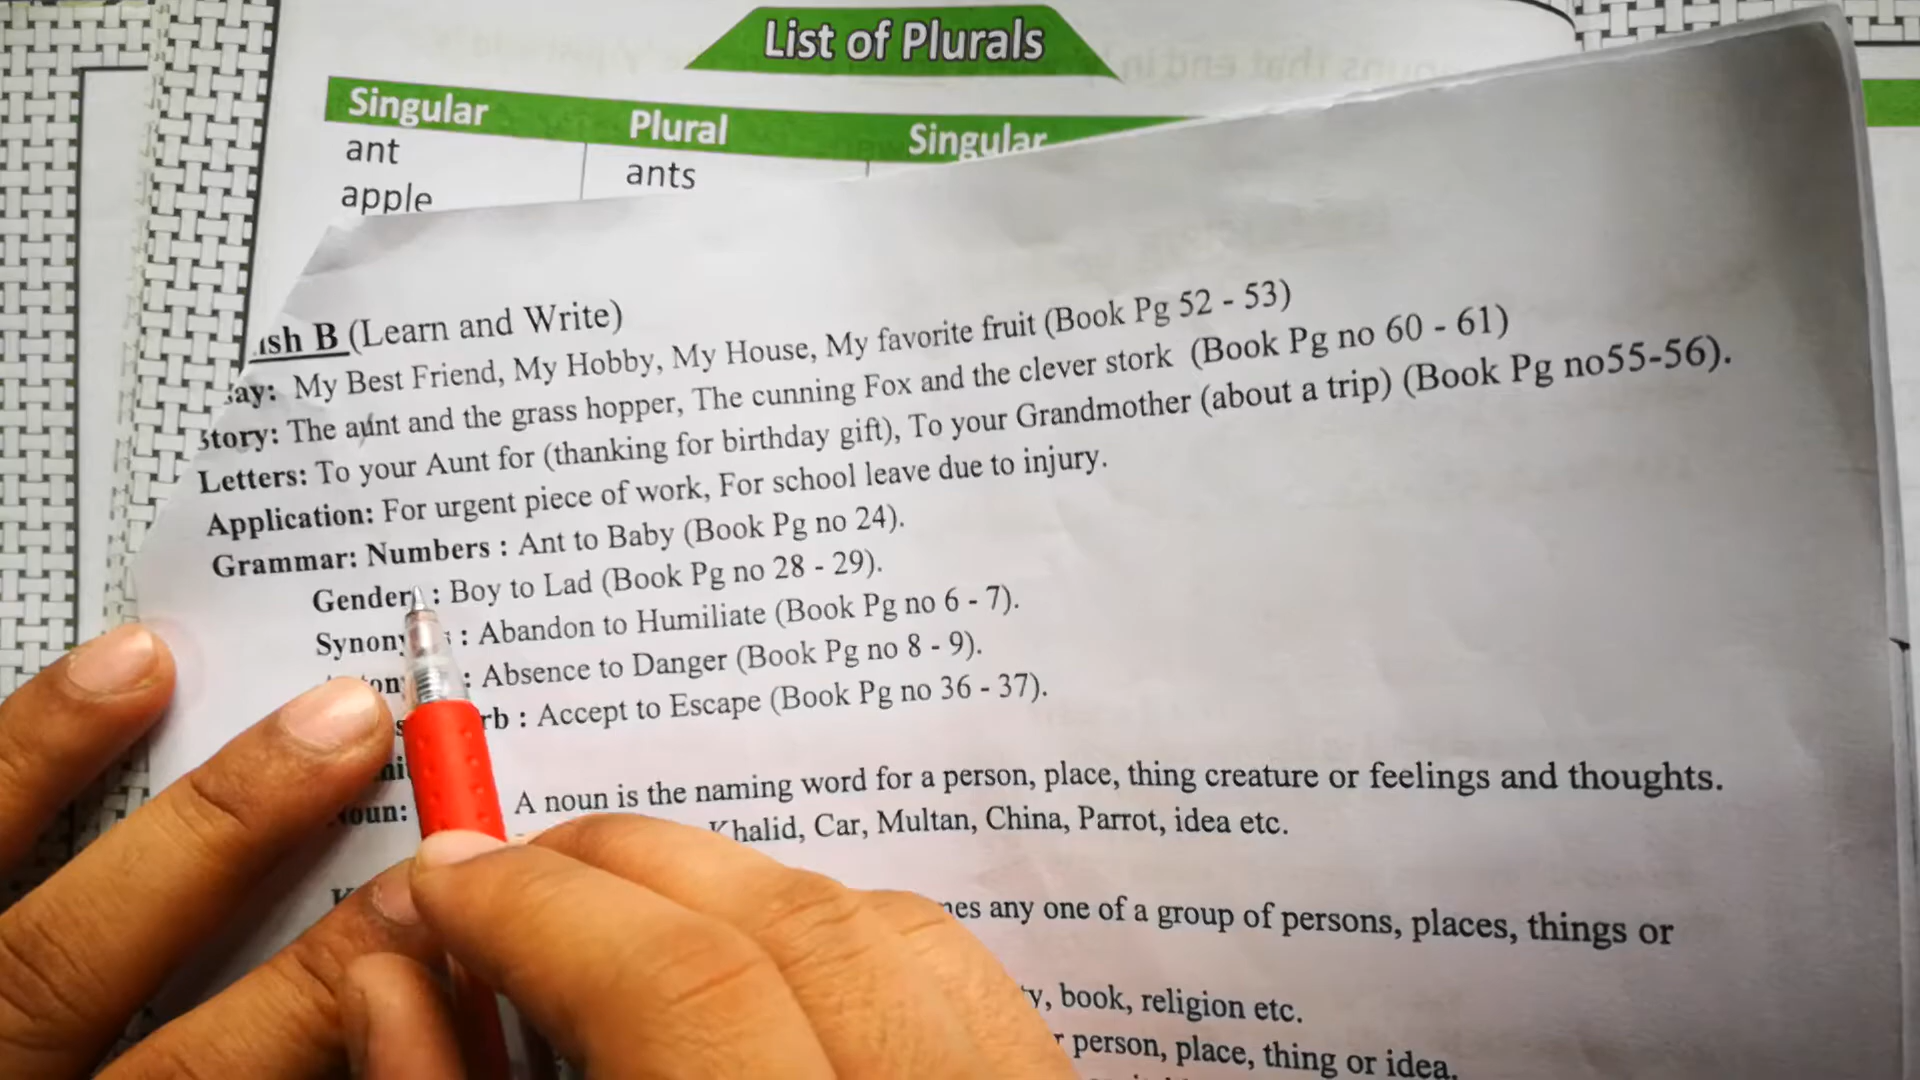 List of Plurals
Singular Plural Singular
ant ants
apple
ish B (Learn and Write)
say: My Best Friend, My Hobby, My House, My favorite fruit (Book Pg 52 - 53)
Story: The aunt and the grass hopper, The cunning Fox and the clever stork (Book Pg no 60 - 61)
Letters: To your Aunt for (thanking for birthday gift), To your Grandmother (about a trip) (Book Pg no55-56).
Application: For urgent piece of work, For school leave due to injury.
Grammar: Numbers : Ant to Baby (Book Pg no 24).
Gender : Boy to Lad (Book Pg no 28 - 29).
: Abandon to Humiliate (Book Pg no 6 - 7).
: Absence to Danger (Book Pg no 8 - 9).
rb : Accept to Escape (Book Pg no 36 - 37).
Noun: A noun is the naming word for a person, place, thing creature or feelings and thoughts.
Khalid, Car, Multan, China, Parrot, idea etc.
any one of a group of persons, places, things or
book, religion etc.
person, place, thing or idea.